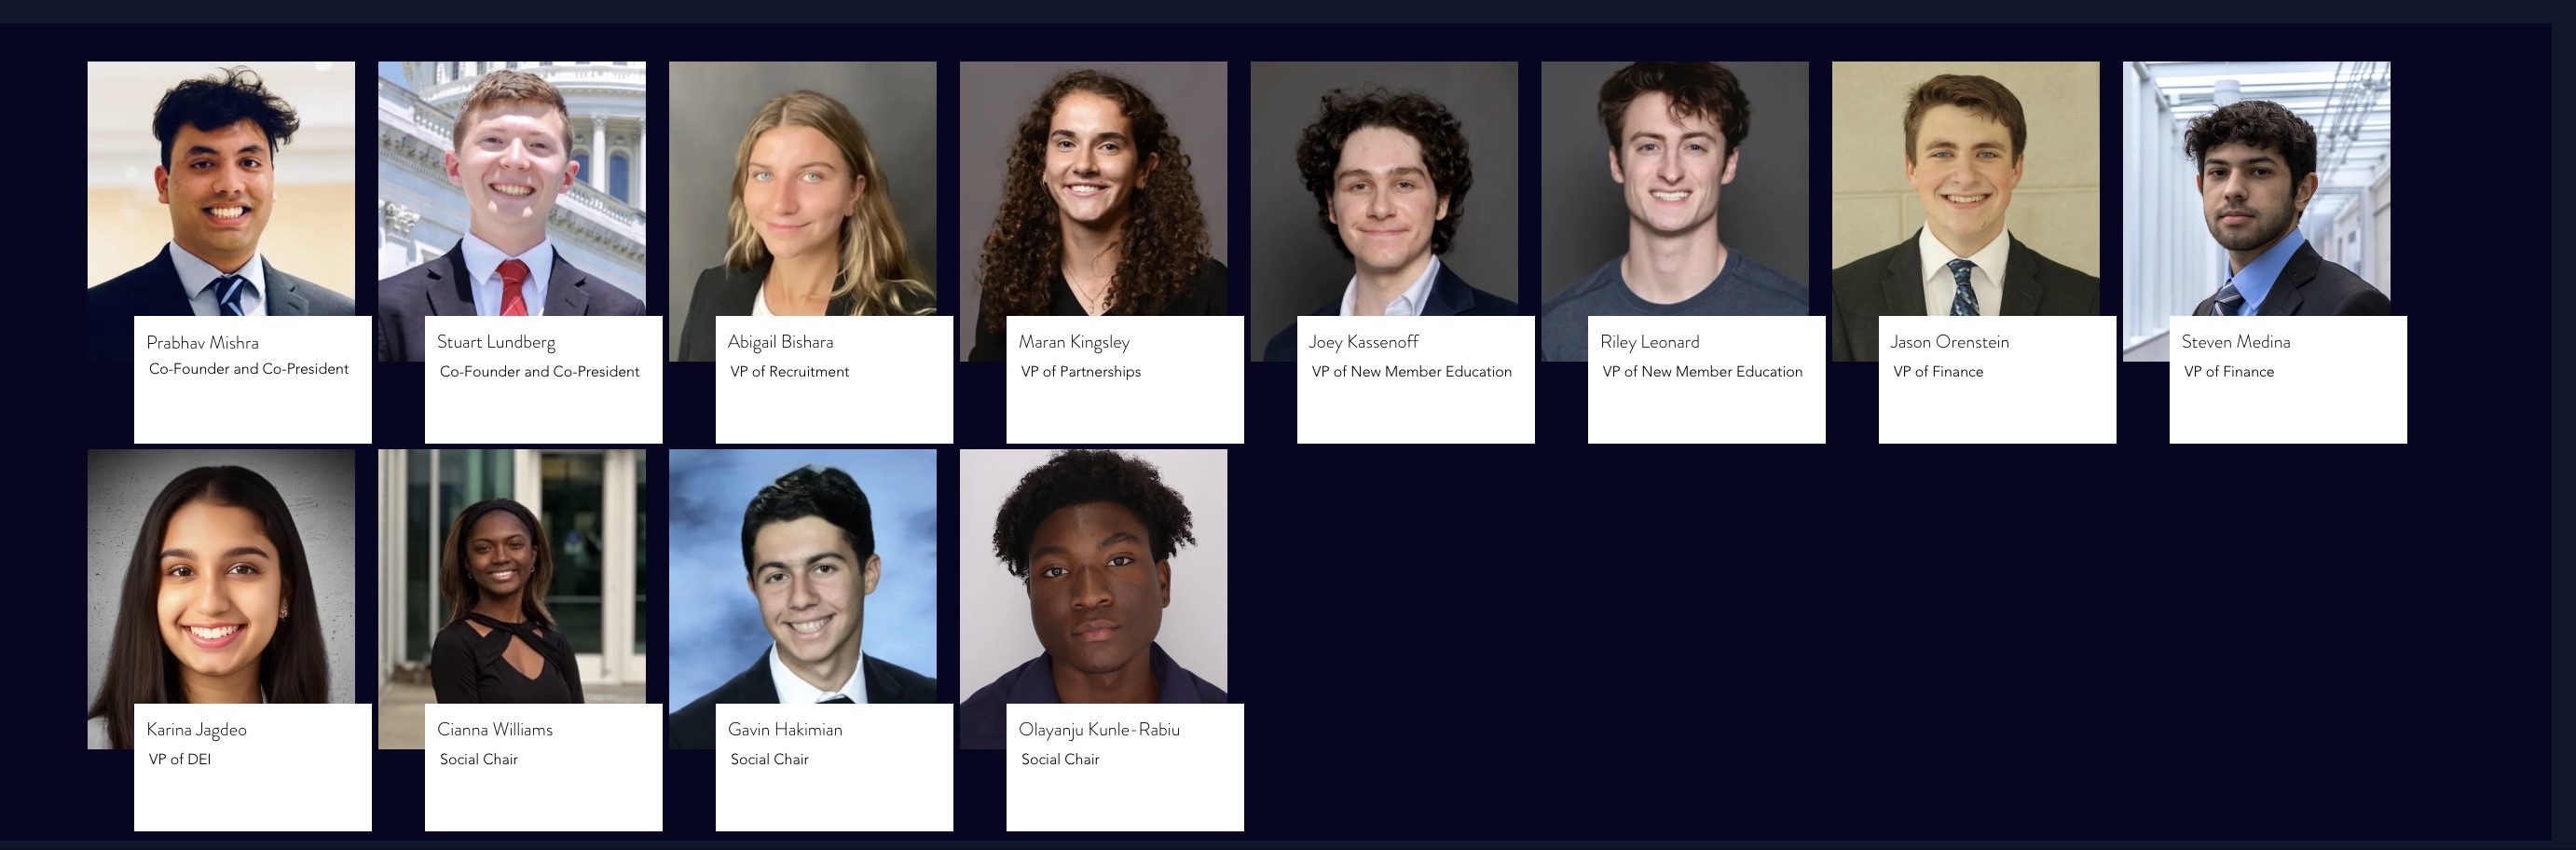 Prabhav Mishra
Co-Founder and Co-President
Stuart Lundberg
Co-Founder and Co-President
Abigail Bishara
VP of Recruitment
Maran Kingsley
VP of Partnerships
Joey Kassenoff
VP of New Member Education
Riley Leonard
VP of New Member Education
Jason Orenstein
VP of Finance
Steven Medina
VP of Finance
Karina Jagdeo
VP of DEI
Cianna Williams
Social Chair
Gavin Hakimian
Social Chair
Olayanju Kunle-Rabiu
Social Chair